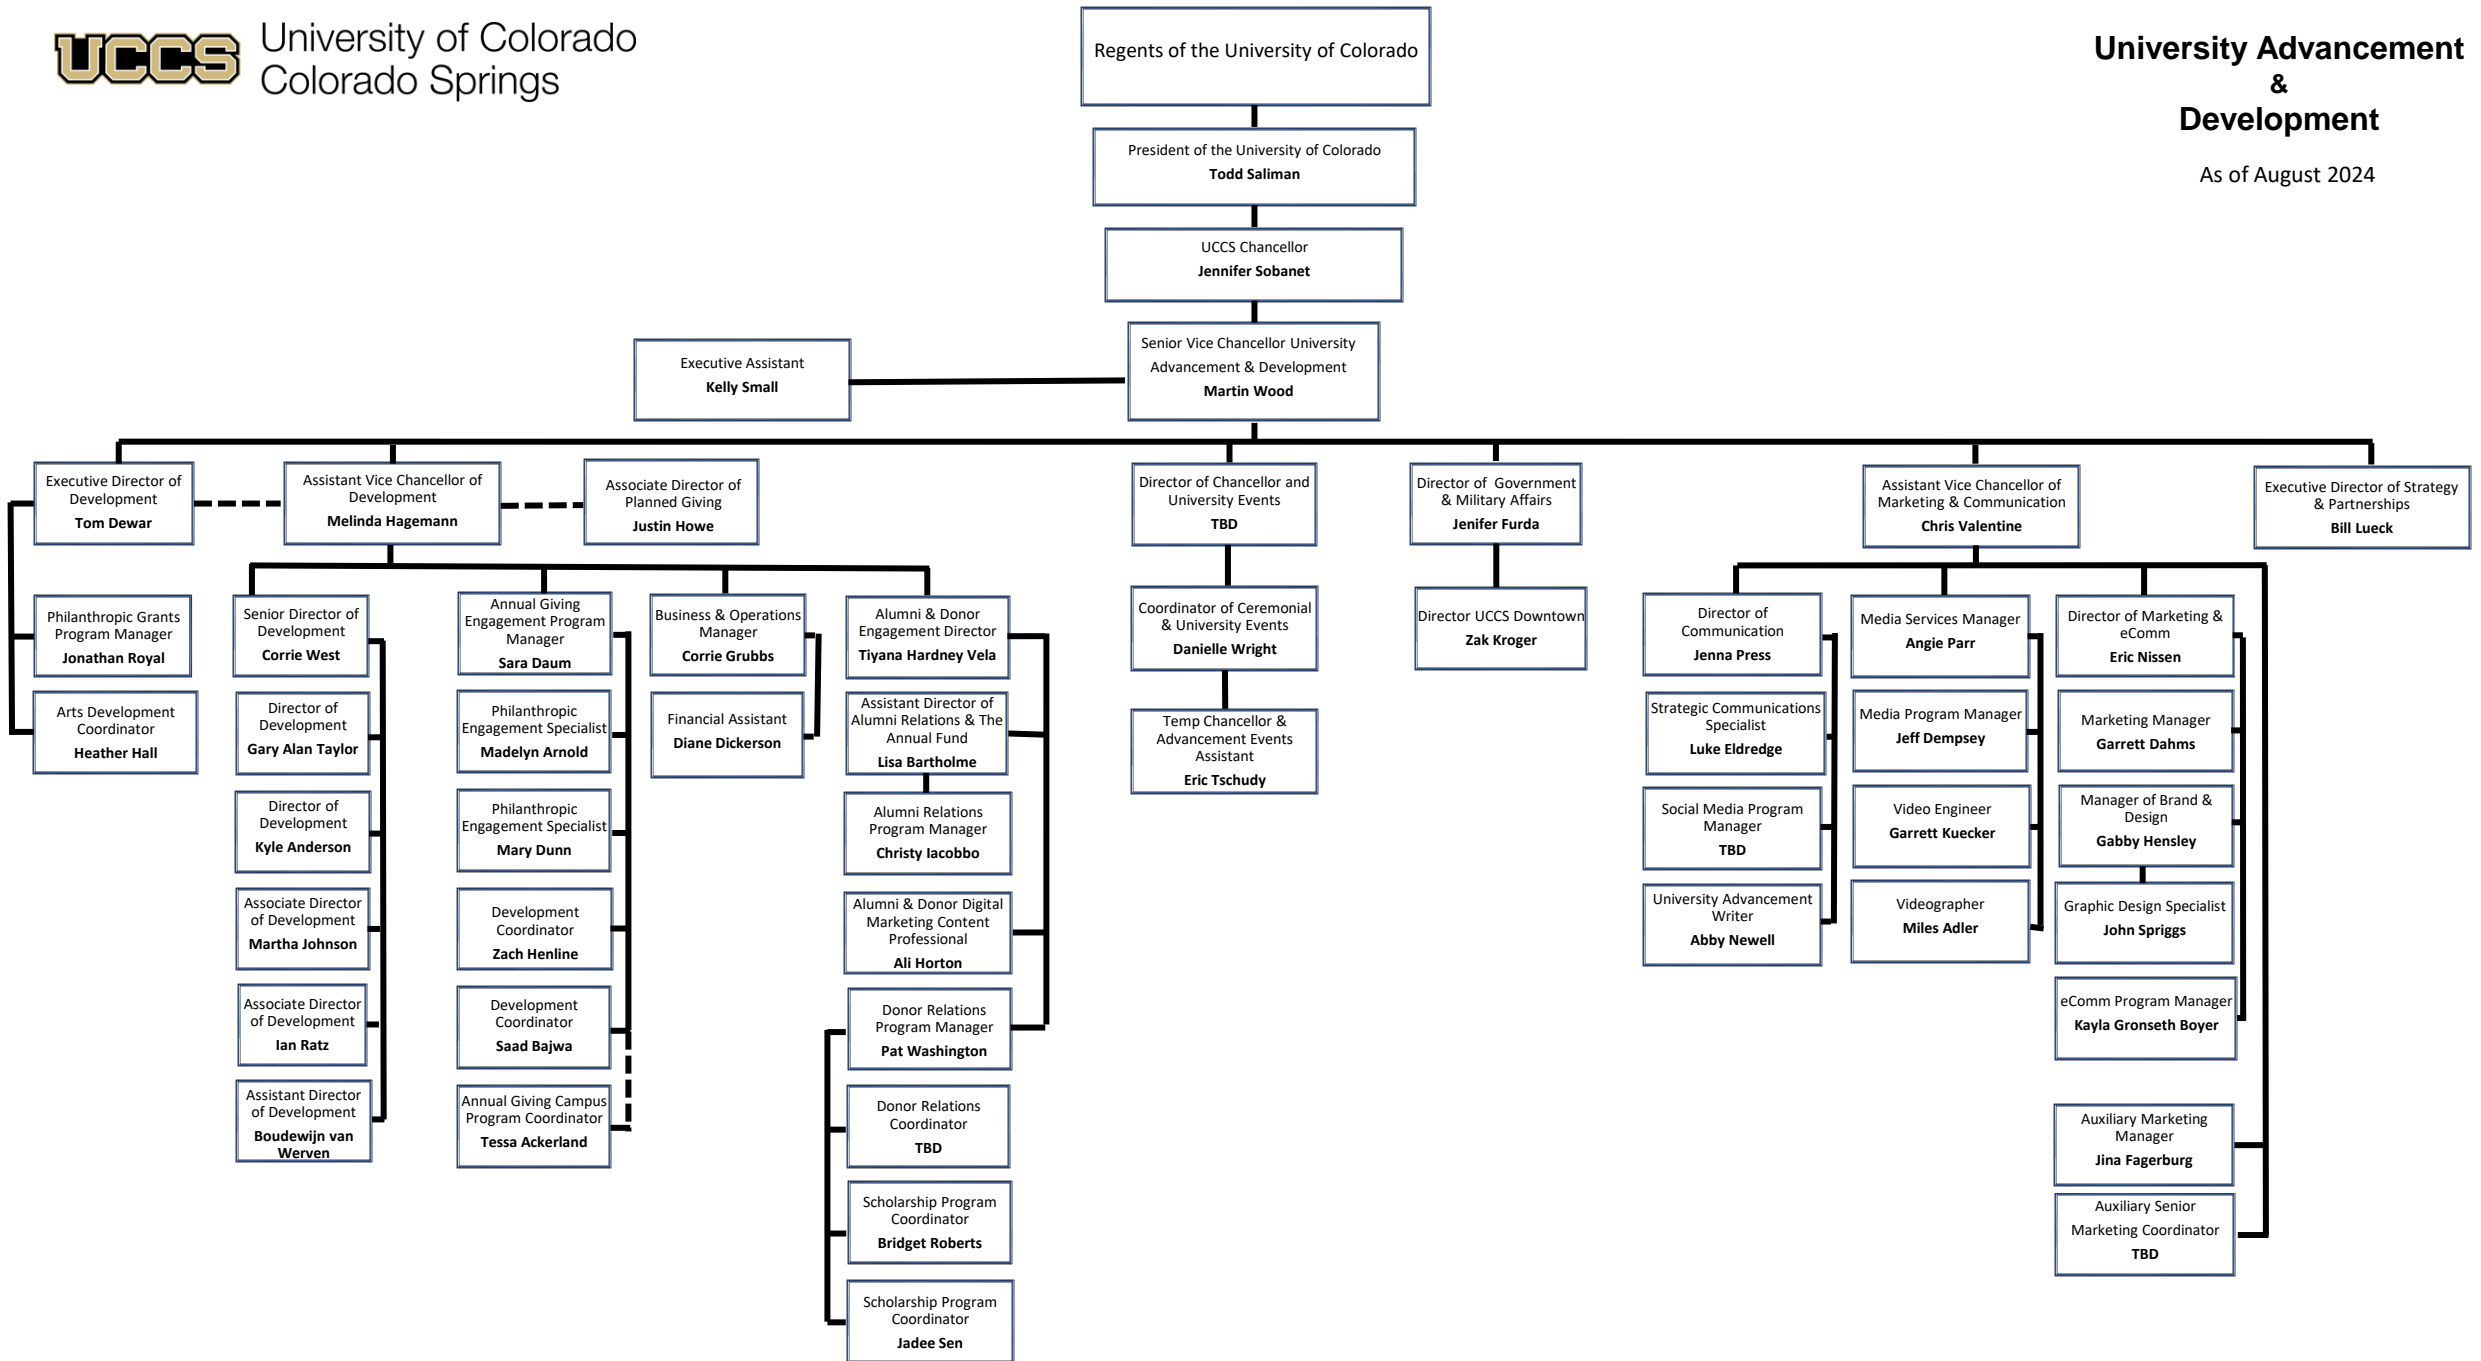 UCCS
University of Colorado
Colorado Springs
University Advancement
&
Development
As of August 2024
Regents of the University of Colorado
President of the University of Colorado
Todd Saliman
UCCS Chancellor
Jennifer Sobanet
Senior Vice Chancellor University
Advancement & Development
Martin Wood
Executive Assistant
Kelly Small
Executive Director of
Development
Tom Dewar
Assistant Vice Chancellor of
Development
Melinda Hagemann
Associate Director of
Planned Giving
Justin Howe
Director of Chancellor and
University Events
TBD
Director of Government
& Military Affairs
Jenifer Furda
Assistant Vice Chancellor of
Marketing & Communication
Chris Valentine
Executive Director of Strategy
& Partnerships
Bill Lueck
Philanthropic Grants
Program Manager
Jonathan Royal
Arts Development
Coordinator
Heather Hall
Senior Director of
Development
Corrie West
Director of
Development
Gary Alan Taylor
Director of
Development
Kyle Anderson
Associate Director
of Development
Martha Johnson
Associate Director
of Development
Ian Ratz
Assistant Director
of Development
Boudewijn van
Werven
Annual Giving
Engagement Program
Manager
Sara Daum
Philanthropic
Engagement Specialist
Madelyn Arnold
Philanthropic
Engagement Specialist
Mary Dunn
Development
Coordinator
Zach Henline
Development
Coordinator
Saad Bajwa
Annual Giving Campus
Program Coordinator
Tessa Ackerland
Business & Operations
Manager
Corrie Grubbs
Financial Assistant
Diane Dickerson
Alumni & Donor
Engagement Director
Tiyana Hardney Vela
Assistant Director of
Alumni Relations & The
Annual Fund
Lisa Bartholme
Alumni Relations
Program Manager
Christy Iacobbo
Alumni & Donor Digital
Marketing Content
Professional
Ali Horton
Donor Relations
Program Manager
Pat Washington
Donor Relations
Coordinator
TBD
Scholarship Program
Coordinator
Bridget Roberts
Scholarship Program
Coordinator
Jadee Sen
Coordinator of Ceremonial
& University Events
Danielle Wright
Temp Chancellor &
Advancement Events
Assistant
Eric Tschudy
Director UCCS Downtown
Zak Kroger
Director of
Communication
Jenna Press
Strategic Communications
Specialist
Luke Eldredge
Social Media Program
Manager
TBD
University Advancement
Writer
Abby Newell
Media Services Manager
Angie Parr
Media Program Manager
Jeff Dempsey
Video Engineer
Garrett Kuecker
Videographer
Miles Adler
Director of Marketing &
eComm
Eric Nissen
Marketing Manager
Garrett Dahms
Manager of Brand &
Design
Gabby Hensley
Graphic Design Specialist
John Spriggs
eComm Program Manager
Kayla Gronseth Boyer
Auxiliary Marketing
Manager
Jina Fagerburg
Auxiliary Senior
Marketing Coordinator
TBD